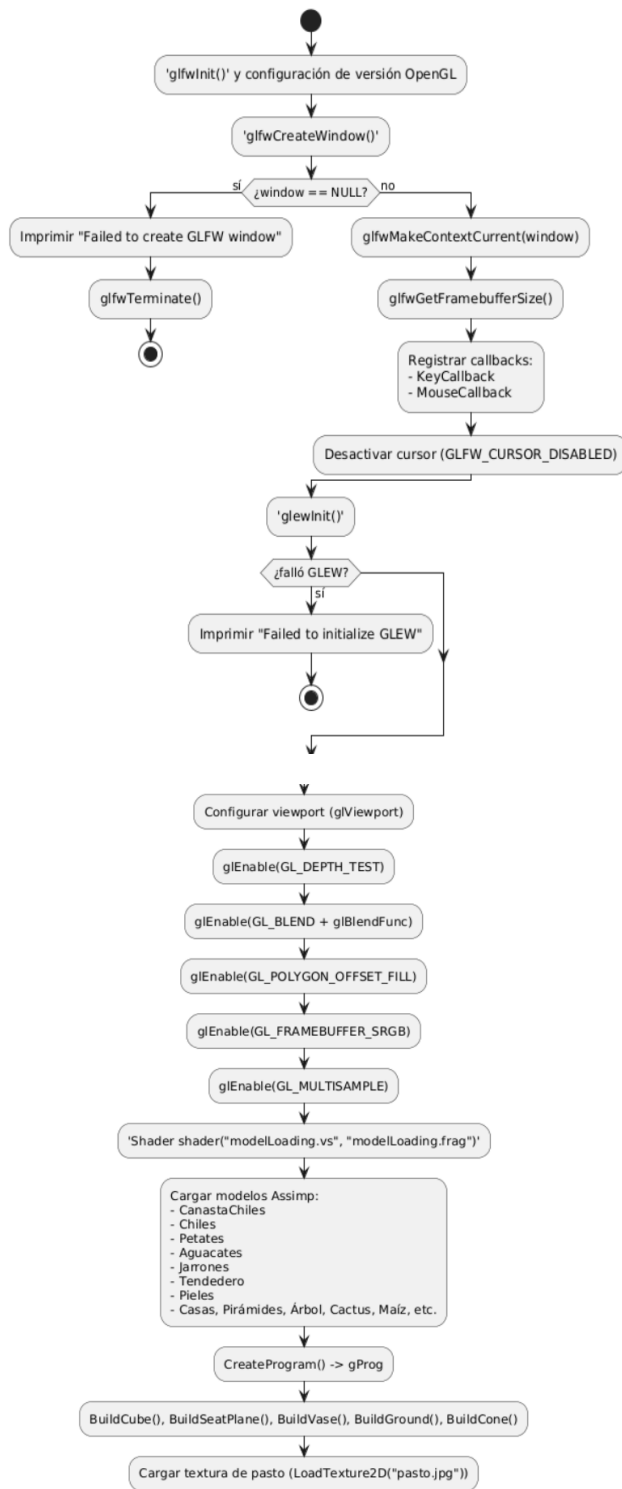 'glfwInit()' y configuración de versión OpenGL
'glfwCreateWindow()'
sí
¿window == NULL?
no
Imprimir "Failed to create GLFW window"
glfwTerminate()
glfwMakeContextCurrent(window)
glfwGetFramebufferSize()
Registrar callbacks:
- KeyCallback
- MouseCallback
Desactivar cursor (GLFW_CURSOR_DISABLED)
'glewInit()'
¿falló GLEW?
sí
Imprimir "Failed to initialize GLEW"
Configurar viewport (glViewport)
glEnable(GL_DEPTH_TEST)
glEnable(GL_BLEND + glBlendFunc)
glEnable(GL_POLYGON_OFFSET_FILL)
glEnable(GL_FRAMEBUFFER_SRGB)
glEnable(GL_MULTISAMPLE)
'Shader shader("modelLoading.vs", "modelLoading.frag")'
Cargar modelos Assimp:
- CanastaChiles
- Chiles
- Petates
- Aguacates
- Jarrones
- Tendedero
- Pieles
- Casas, Pirámides, Árbol, Cactus, Maíz, etc.
CreateProgram() -> gProg
BuildCube(), BuildSeatPlane(), BuildVase(), BuildGround(), BuildCone()
Cargar textura de pasto (LoadTexture2D("pasto.jpg"))